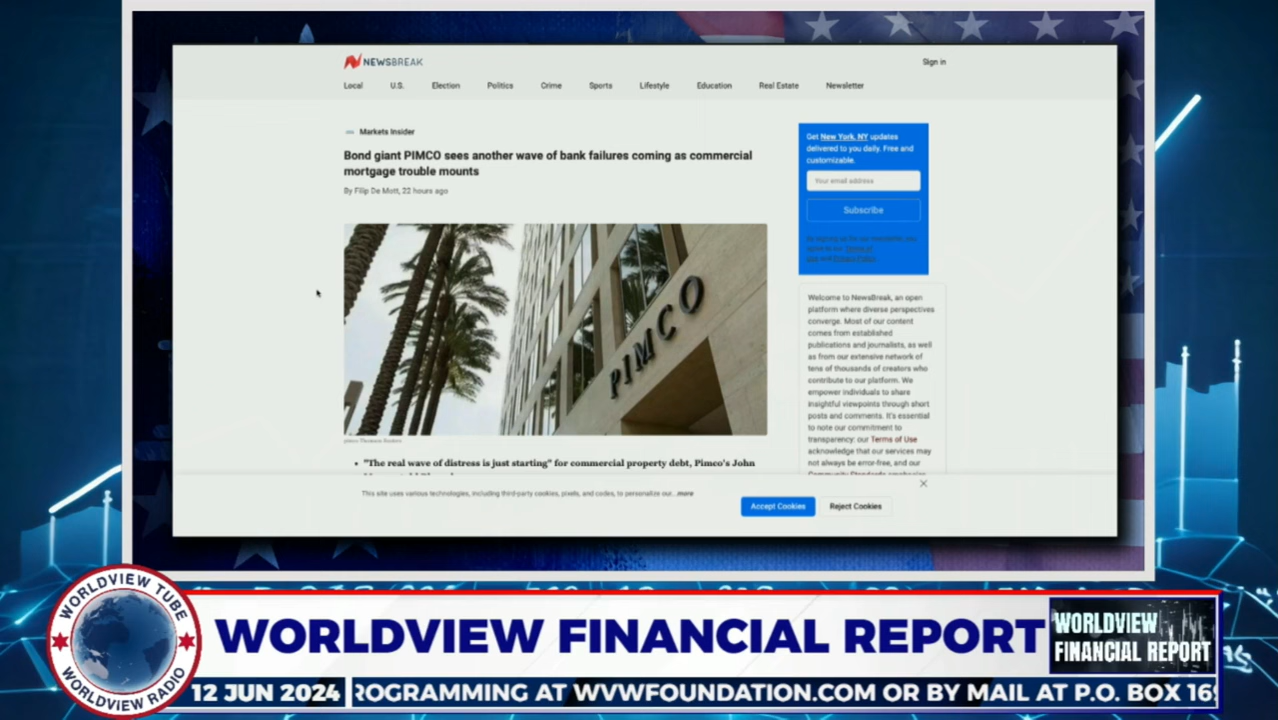 NEWSBREAK
Sign in
Local U.S. Election Politics Crime Sports Lifestyle Education Real Estate Newsletter
Markets Insider
Bond giant PIMCO sees another wave of bank failures coming as commercial
mortgage trouble mounts
By Filip De Mott, 22 hours ago
PIMCO
"The real wave of distress is just starting" for commercial property debt, Pimco's John
Get New York, NY updates
delivered to you daily. Free and
customizable.
Your email address
Subscribe
Welcome to NewsBreak, an open
platform where diverse perspectives
converge. Most of our content
comes from established
publications and journalists, as well
as from our extensive network of
tens of thousands of creators who
contribute to our platform. We
empower individuals to share
insightful viewpoints through short
posts and comments. It's essential
to note our commitment to
transparency: our Terms of Use
acknowledge that our services may
not always be error-free, and our
This site uses various technologies, including third-party cookies, pixels, and codes, to personalize our...more
Accept Cookies
Reject Cookies
WORLDVIEW TUBE
WORLDVIEW RADIO
WORLDVIEW FINANCIAL REPORT
WORLDVIEW
FINANCIAL REPORT
12 JUN 2024 ROGRAMMING AT WVWFOUNDATION.COM OR BY MAIL AT P.O. BOX 16